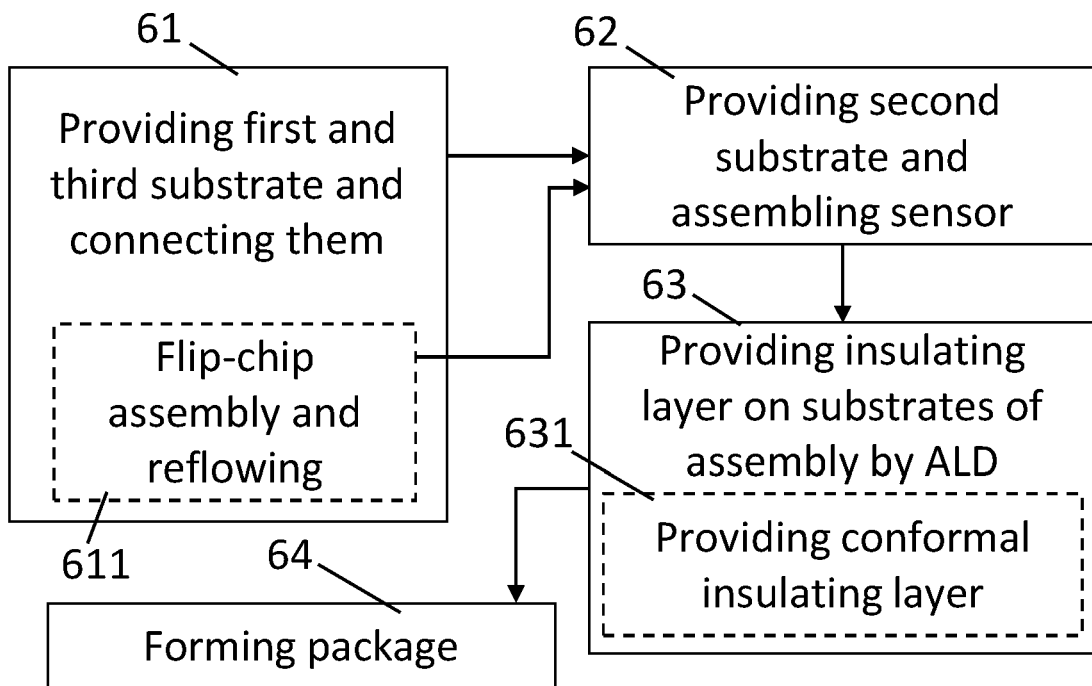 61
Providing first and
third substrate and
connecting them
Flip-chip
assembly and
reflowing
611
62
Providing second
substrate and
assembling sensor
63
Providing insulating
layer on substrates of
assembly by ALD
631
Providing conformal
insulating layer
64
Forming package